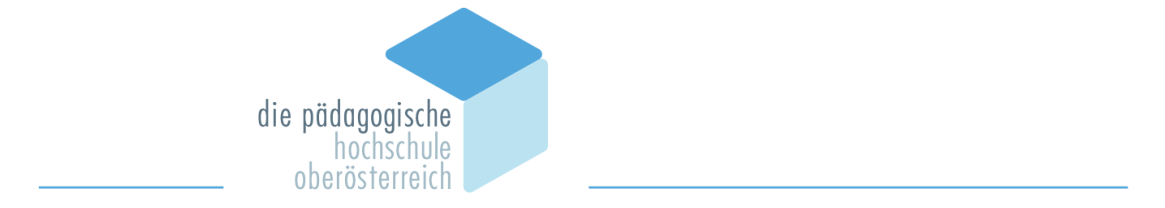 die pädagogische
hochschule
oberösterreich